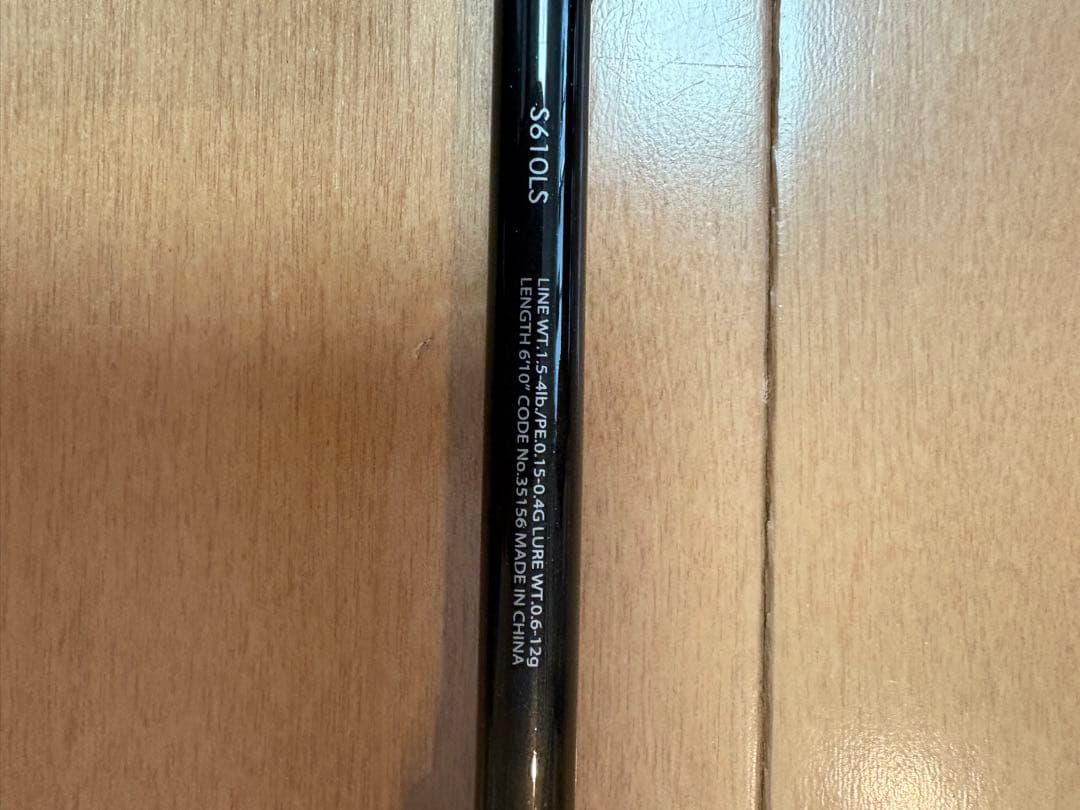 S610LS
LINE WT.1.5-4lb./PE.0.15-0.4G LURE WT.0.6-12g
LENGTH 6'10" CODE No.35156 MADE IN CHINA